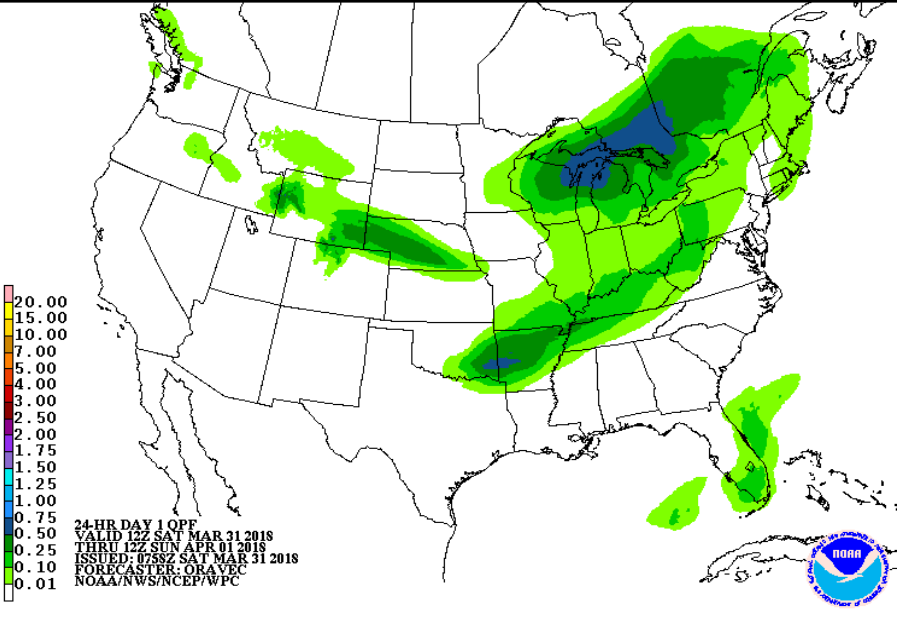 20.00
15.00
10.00
7.00
5.00
4.00
3.00
2.50
2.00
1.75
1.50
1.25
1.00
0.75
0.50
0.25
0.10
0.01
24-HR DAY 1 QPF
VALID 12Z SAT MAR 31 2018
THRU 12Z SUN APR 01 2018
ISSUED: 0758Z SAT MAR 31 2018
FORECASTER: ORAVEC
NOAA/NWS/NCEP/WPC
NOAA